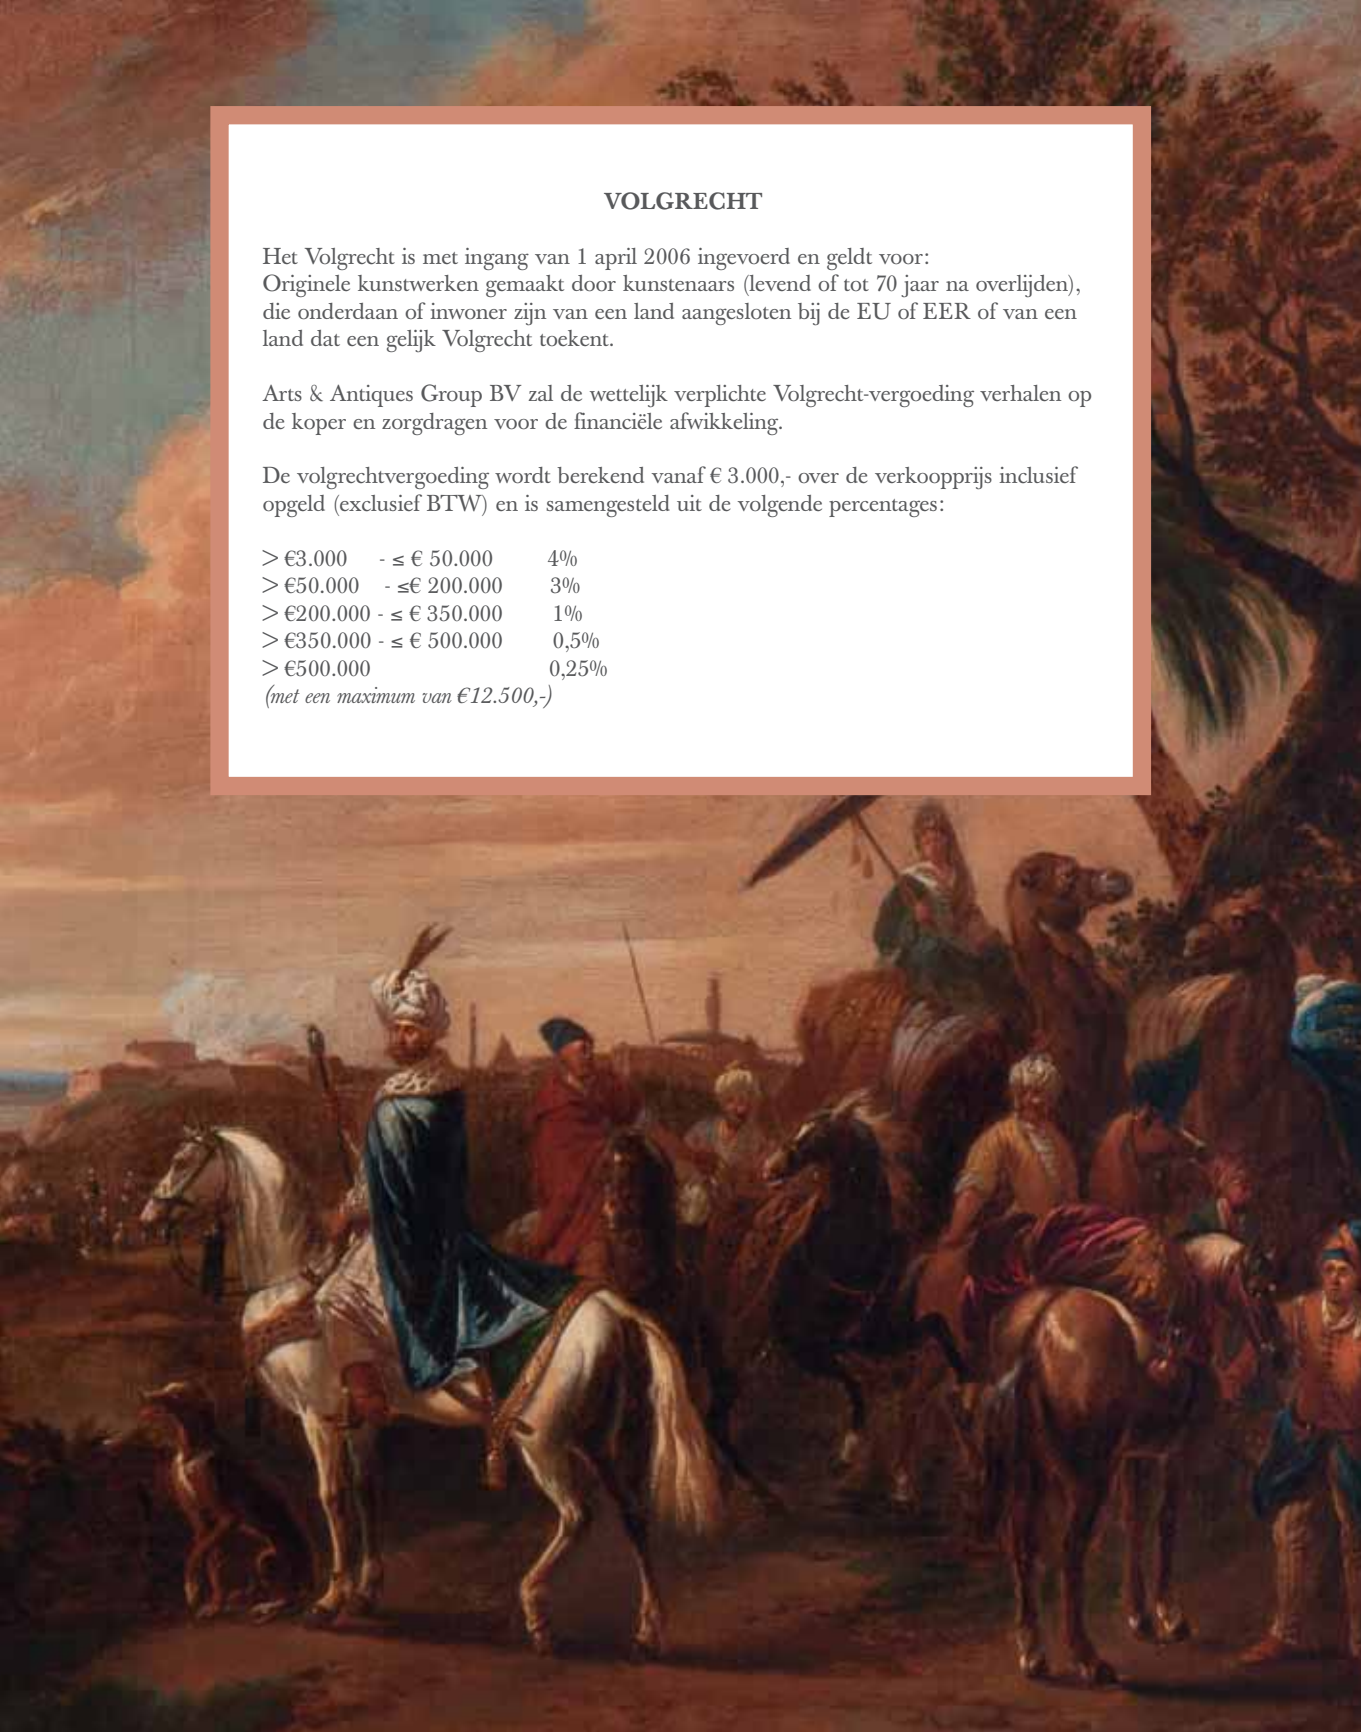 VOLGRECHT
Het Volgrecht is met ingang van 1 april 2006 ingevoerd en geldt voor:
Originele kunstwerken gemaakt door kunstenaars (levend of tot 70 jaar na overlijden),
die onderdaan of inwoner zijn van een land aangesloten bij de EU of EER of van een
land dat een gelijk Volgrecht toekent.
Arts & Antiques Group BV zal de wettelijk verplichte Volgrecht-vergoeding verhalen op
de koper en zorgdragen voor de financiële afwikkeling.
De volgrechtvergoeding wordt berekend vanaf € 3.000,- over de verkoopprijs inclusief
opgeld (exclusief BTW) en is samengesteld uit de volgende percentages:
> €3.000 - ≤ € 50.000 4%
> €50.000 - ≤€ 200.000 3%
> €200.000 - ≤ € 350.000 1%
> €350.000 - ≤ € 500.000 0,5%
> €500.000 0,25%
(met een maximum van €12.500,-)